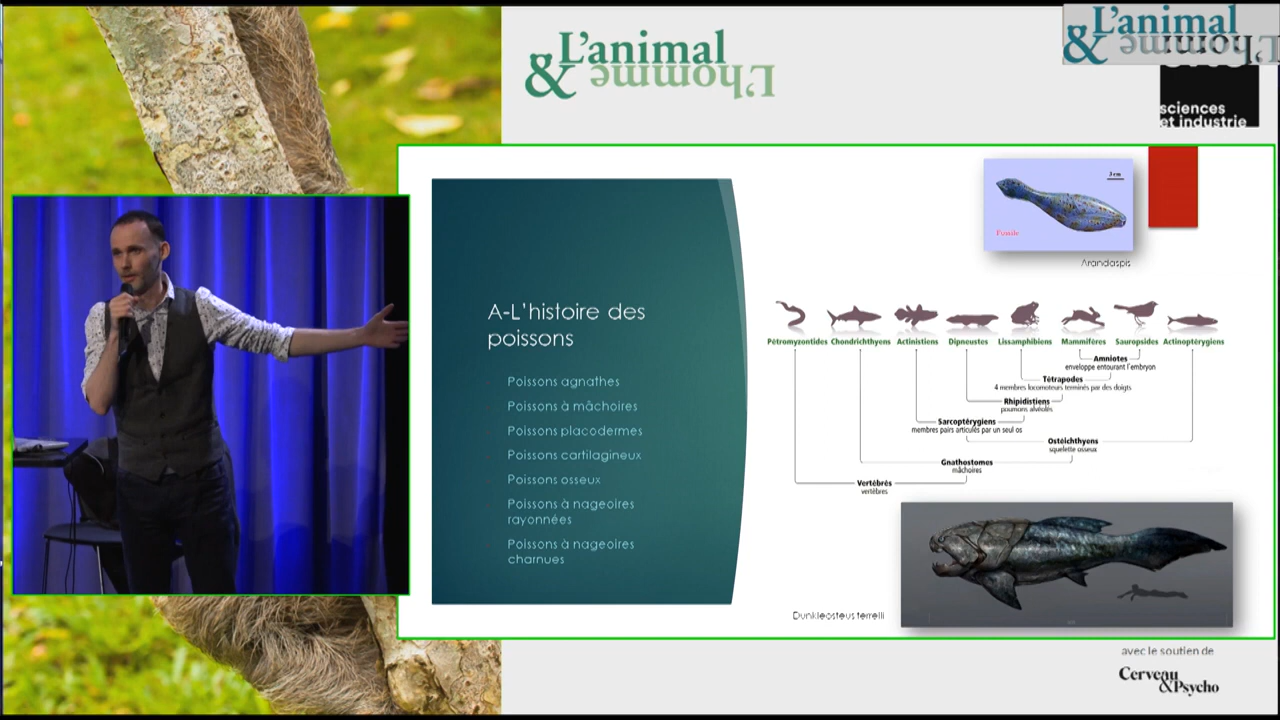 L'animal
& L'homme
L'animal
& L'homme
sciences
et industrie
A-L'histoire des
poissons
Poissons agnathes
Poissons à mâchoires
Poissons placodermes
Poissons cartilagineux
Poissons osseux
Poissons à nageoires
rayonnées
Poissons à nageoires
charnues
3 cm
Fossile
Arandaspis
Pétromyzontides Chondrichthyens Actinistiens Dipneustes Lissamphibiens Mammifères Sauropsides Actinoptérygiens
Amniotes
enveloppe entourant l'embryon
Tétrapodes
4 membres locomoteurs terminés par des doigts
Rhipidistiens
poumons alvéolés
Sarcoptérygiens
membres pairs articulés par un seul os
Ostéichthyens
squelette osseux
Gnathostomes
mâchoires
Vertébrés
vertèbres
Dunkleosteus terrelli
avec le soutien de
Cerveau
&Psycho